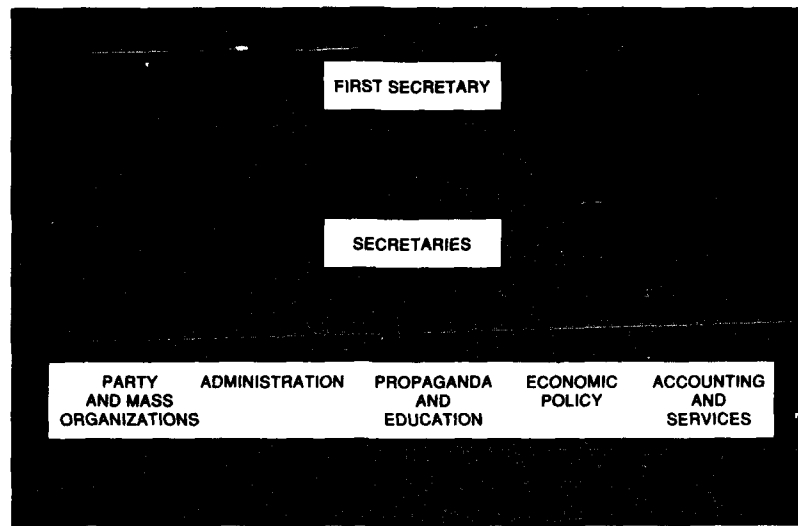 FIRST SECRETARY
SECRETARIES
PARTY
AND MASS
ORGANIZATIONS
ADMINISTRATION
PROPAGANDA
AND
EDUCATION
ECONOMIC
POLICY
ACCOUNTING
AND
SERVICES